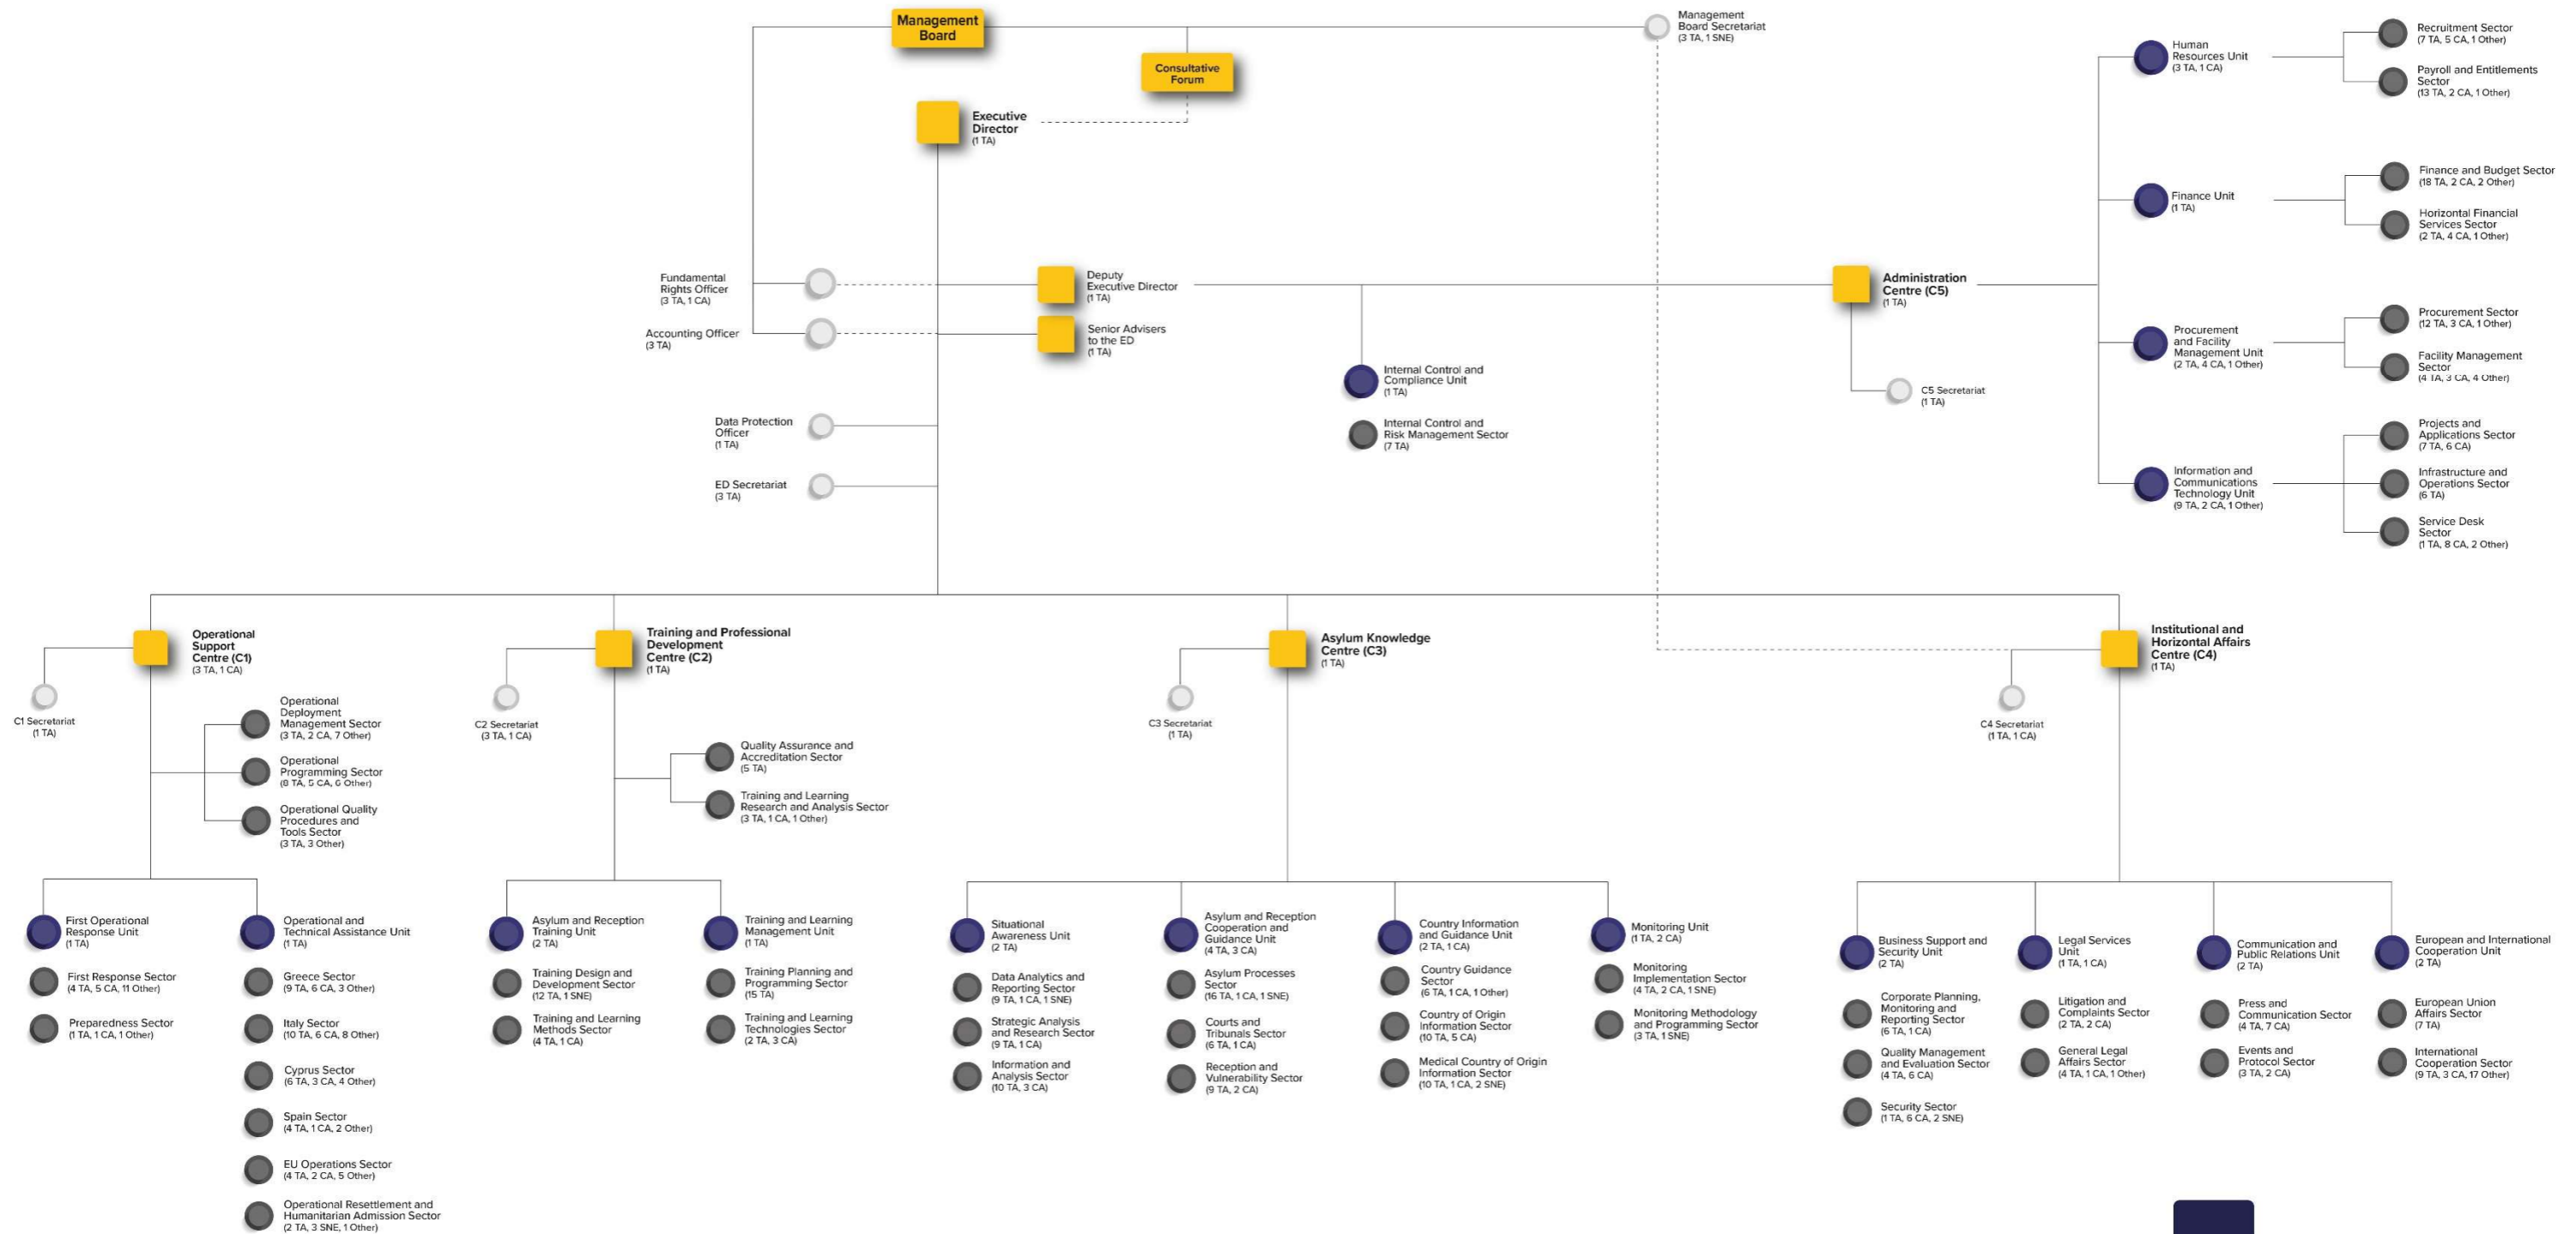 Management
Board
Management
Board Secretariat
(3 TA, 1 SNE)
Consultative
Forum
Executive
Director
(1 TA)
Fundamental
Rights Officer
(3 TA, 1 CA)
Accounting Officer
(3 TA)
Deputy
Executive Director
(1 TA)
Senior Advisers
to the ED
(1 TA)
Data Protection
Officer
(1 TA)
ED Secretariat
(3 TA)
Internal Control and
Compliance Unit
(1 TA)
Internal Control and
Risk Management Sector
(7 TA)
Administration
Centre (C5)
(1 TA)
C5 Secretariat
(1 TA)
Human
Resources Unit
(3 TA, 1 CA)
Recruitment Sector
(7 TA, 5 CA, 1 Other)
Payroll and Entitlements
Sector
(13 TA, 2 CA, 1 Other)
Finance Unit
(1 TA)
Finance and Budget Sector
(18 TA, 2 CA, 2 Other)
Horizontal Financial
Services Sector
(2 TA, 4 CA, 1 Other)
Procurement
and Facility
Management Unit
(2 TA, 4 CA, 1 Other)
Procurement Sector
(12 TA, 3 CA, 1 Other)
Facility Management
Sector
(4 TA, 3 CA, 4 Other)
Information and
Communications
Technology Unit
(9 TA, 2 CA, 1 Other)
Projects and
Applications Sector
(7 TA, 6 CA)
Infrastructure and
Operations Sector
(6 TA)
Service Desk
Sector
(1 TA, 8 CA, 2 Other)
Operational
Support
Centre (C1)
(3 TA, 1 CA)
C1 Secretariat
(1 TA)
Operational
Deployment
Management Sector
(3 TA, 2 CA, 7 Other)
Operational
Programming Sector
(8 TA, 5 CA, 6 Other)
Operational Quality
Procedures and
Tools Sector
(3 TA, 3 Other)
First Operational
Response Unit
(1 TA)
First Response Sector
(4 TA, 5 CA, 11 Other)
Preparedness Sector
(1 TA, 1 CA, 1 Other)
Operational and
Technical Assistance Unit
(1 TA)
Greece Sector
(9 TA, 6 CA, 3 Other)
Italy Sector
(10 TA, 6 CA, 8 Other)
Cyprus Sector
(6 TA, 3 CA, 4 Other)
Spain Sector
(4 TA, 1 CA, 2 Other)
EU Operations Sector
(4 TA, 2 CA, 5 Other)
Operational Resettlement and
Humanitarian Admission Sector
(2 TA, 3 SNE, 1 Other)
Training and Professional
Development
Centre (C2)
(1 TA)
C2 Secretariat
(3 TA, 1 CA)
Quality Assurance and
Accreditation Sector
(5 TA)
Training and Learning
Research and Analysis Sector
(3 TA, 1 CA, 1 Other)
Asylum and Reception
Training Unit
(2 TA)
Training Design and
Development Sector
(12 TA, 1 SNE)
Training and Learning
Methods Sector
(4 TA, 1 CA)
Training and Learning
Management Unit
(1 TA)
Training Planning and
Programming Sector
(15 TA)
Training and Learning
Technologies Sector
(2 TA, 3 CA)
Asylum Knowledge
Centre (C3)
(1 TA)
C3 Secretariat
(1 TA)
Situational
Awareness Unit
(2 TA)
Data Analytics and
Reporting Sector
(9 TA, 1 CA, 1 SNE)
Strategic Analysis
and Research Sector
(9 TA, 1 CA)
Information and
Analysis Sector
(10 TA, 3 CA)
Asylum and Reception
Cooperation and
Guidance Unit
(4 TA, 3 CA)
Asylum Processes
Sector
(16 TA, 1 CA, 1 SNE)
Courts and
Tribunals Sector
(6 TA, 1 CA)
Reception and
Vulnerability Sector
(9 TA, 2 CA)
Country Information
and Guidance Unit
(2 TA, 1 CA)
Country Guidance
Sector
(6 TA, 1 CA, 1 Other)
Country of Origin
Information Sector
(10 TA, 5 CA)
Medical Country of Origin
Information Sector
(10 TA, 1 CA, 2 SNE)
Monitoring Unit
(1 TA, 2 CA)
Monitoring
Implementation Sector
(4 TA, 2 CA, 1 SNE)
Monitoring Methodology
and Programming Sector
(3 TA, 1 SNE)
Institutional and
Horizontal Affairs
Centre (C4)
(1 TA)
C4 Secretariat
(1 TA, 1 CA)
Business Support and
Security Unit
(2 TA)
Corporate Planning,
Monitoring and
Reporting Sector
(6 TA, 1 CA)
Quality Management
and Evaluation Sector
(4 TA, 6 CA)
Security Sector
(1 TA, 6 CA, 2 SNE)
Legal Services
Unit
(1 TA, 1 CA)
Litigation and
Complaints Sector
(2 TA, 2 CA)
General Legal
Affairs Sector
(4 TA, 1 CA, 1 Other)
Communication and
Public Relations Unit
(2 TA)
Press and
Communication Sector
(4 TA, 7 CA)
Events and
Protocol Sector
(3 TA, 2 CA)
European and International
Cooperation Unit
(2 TA)
European Union
Affairs Sector
(7 TA)
International
Cooperation Sector
(9 TA, 3 CA, 17 Other)